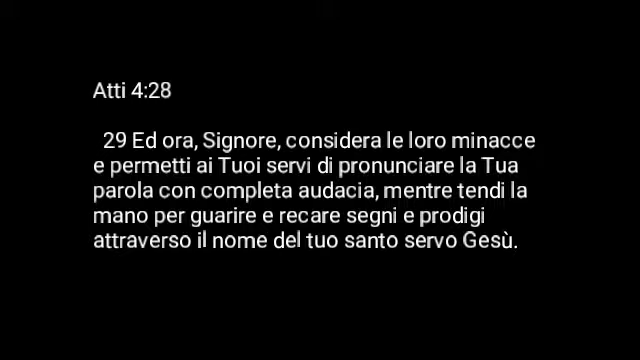 Atti 4:28
29 Ed ora, Signore, considera le loro minacce
e permetti ai Tuoi servi di pronunciare la Tua
parola con completa audacia, mentre tendi la
mano per guarire e recare segni e prodigi
attraverso il nome del tuo santo servo Gesù.